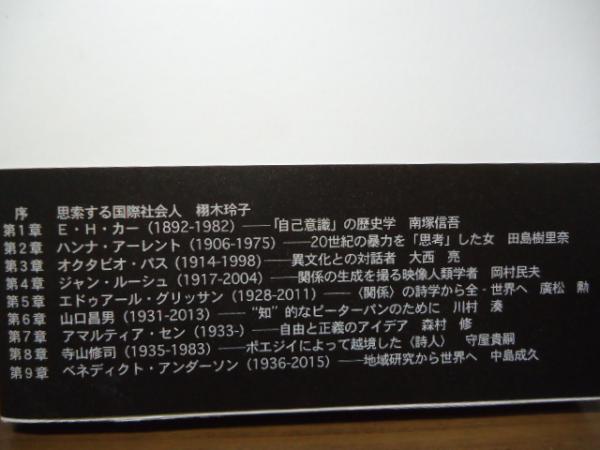 序　思索する国際社会人　栩木玲子
第1章　E・H・カー（1892-1982）──「自己意識」の歴史学　南塚信吾
第2章　ハンナ・アーレント（1906-1975）──20世紀の暴力を「思考」した女　田島樹里奈
第3章　オクタビオ・パス（1914-1998）──異文化との対話者　大西 亮
第4章　ジャン・ルーシュ（1917-2004）──関係の生成を撮る映像人類学者　岡村民夫
第5章　エドゥアール・グリッサン（1928-2011）──〈関係〉の詩学から全‐世界へ　廣松 勲
第6章　山口昌男（1931-2013）──“知”的なピーターパンのために　川村 湊
第7章　アマルティア・セン（1933-）──自由と正義のアイデア　森村 修
第8章　寺山修司（1935-1983）──ポエジイによって越境した〈詩人〉　守屋貴嗣
第9章　ベネディクト・アンダーソン（1936-2015）──地域研究から世界へ　中島成久